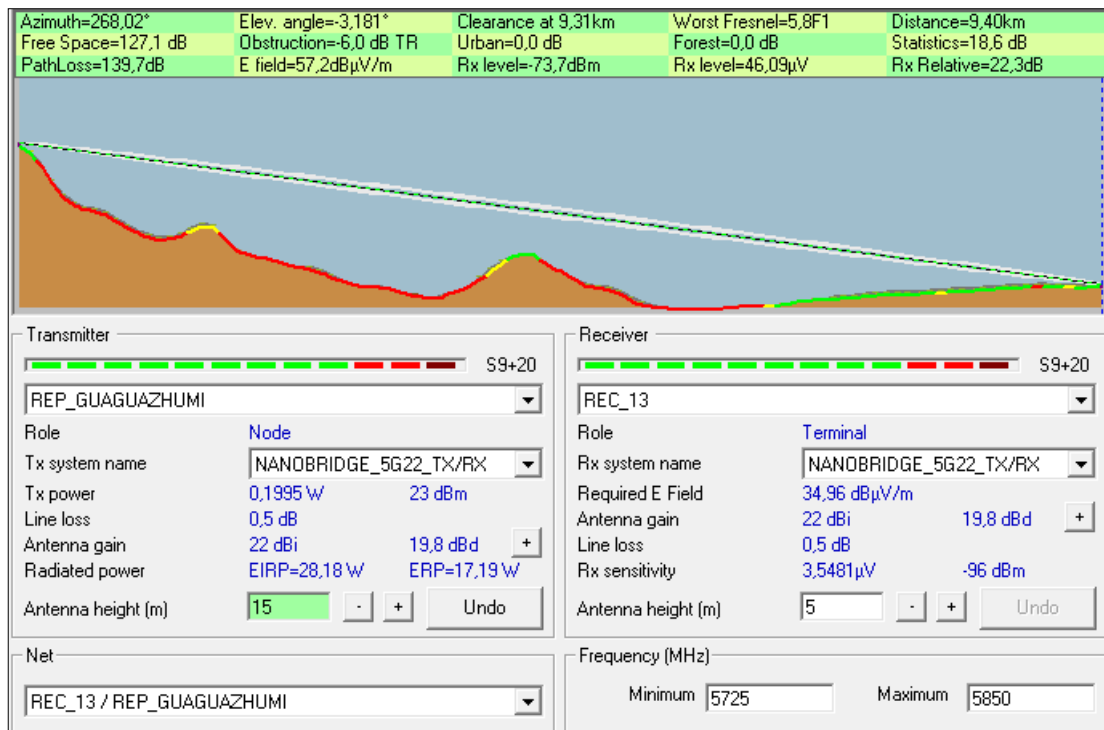 Azimuth=268,02° Elev. angle=-3,181° Clearance at 9,31km Worst Fresnel=5,8F1 Distance=9,40km
Free Space=127,1 dB Obstruction=-6,0 dB TR Urban=0,0 dB Forest=0,0 dB Statistics=18,6 dB
PathLoss=139,7dB E field=57,2dBµV/m Rx level=-73,7dBm Rx level=46,09µV Rx Relative=22,3dB
Transmitter
S9+20
REP_GUAGUAZHUMI
Role Node
Tx system name NANOBRIDGE_5G22_TX/RX
Tx power 0,1995 W 23 dBm
Line loss 0,5 dB
Antenna gain 22 dBi 19,8 dBd +
Radiated power EIRP=28,18 W ERP=17,19 W
Antenna height (m) 15 - + Undo
Receiver
S9+20
REC_13
Role Terminal
Rx system name NANOBRIDGE_5G22_TX/RX
Required E Field 34,96 dBµV/m
Antenna gain 22 dBi 19,8 dBd +
Line loss 0,5 dB
Rx sensitivity 3,5481µV -96 dBm
Antenna height (m) 5 - + Undo
Net
REC_13 / REP_GUAGUAZHUMI
Frequency (MHz)
Minimum 5725 Maximum 5850